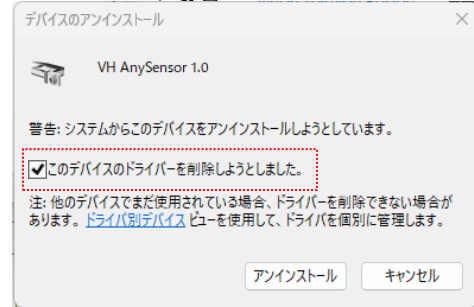 デバイスのアンインストール
VH AnySensor 1.0
警告: システムからこのデバイスをアンインストールしようとしています。
このデバイスのドライバーを削除しようとしました。
注: 他のデバイスでまだ使用されている場合、ドライバーを削除できない場合が
あります。ドライバ別デバイス ビューを使用して、ドライバを個別に管理します。
アンインストール
キャンセル